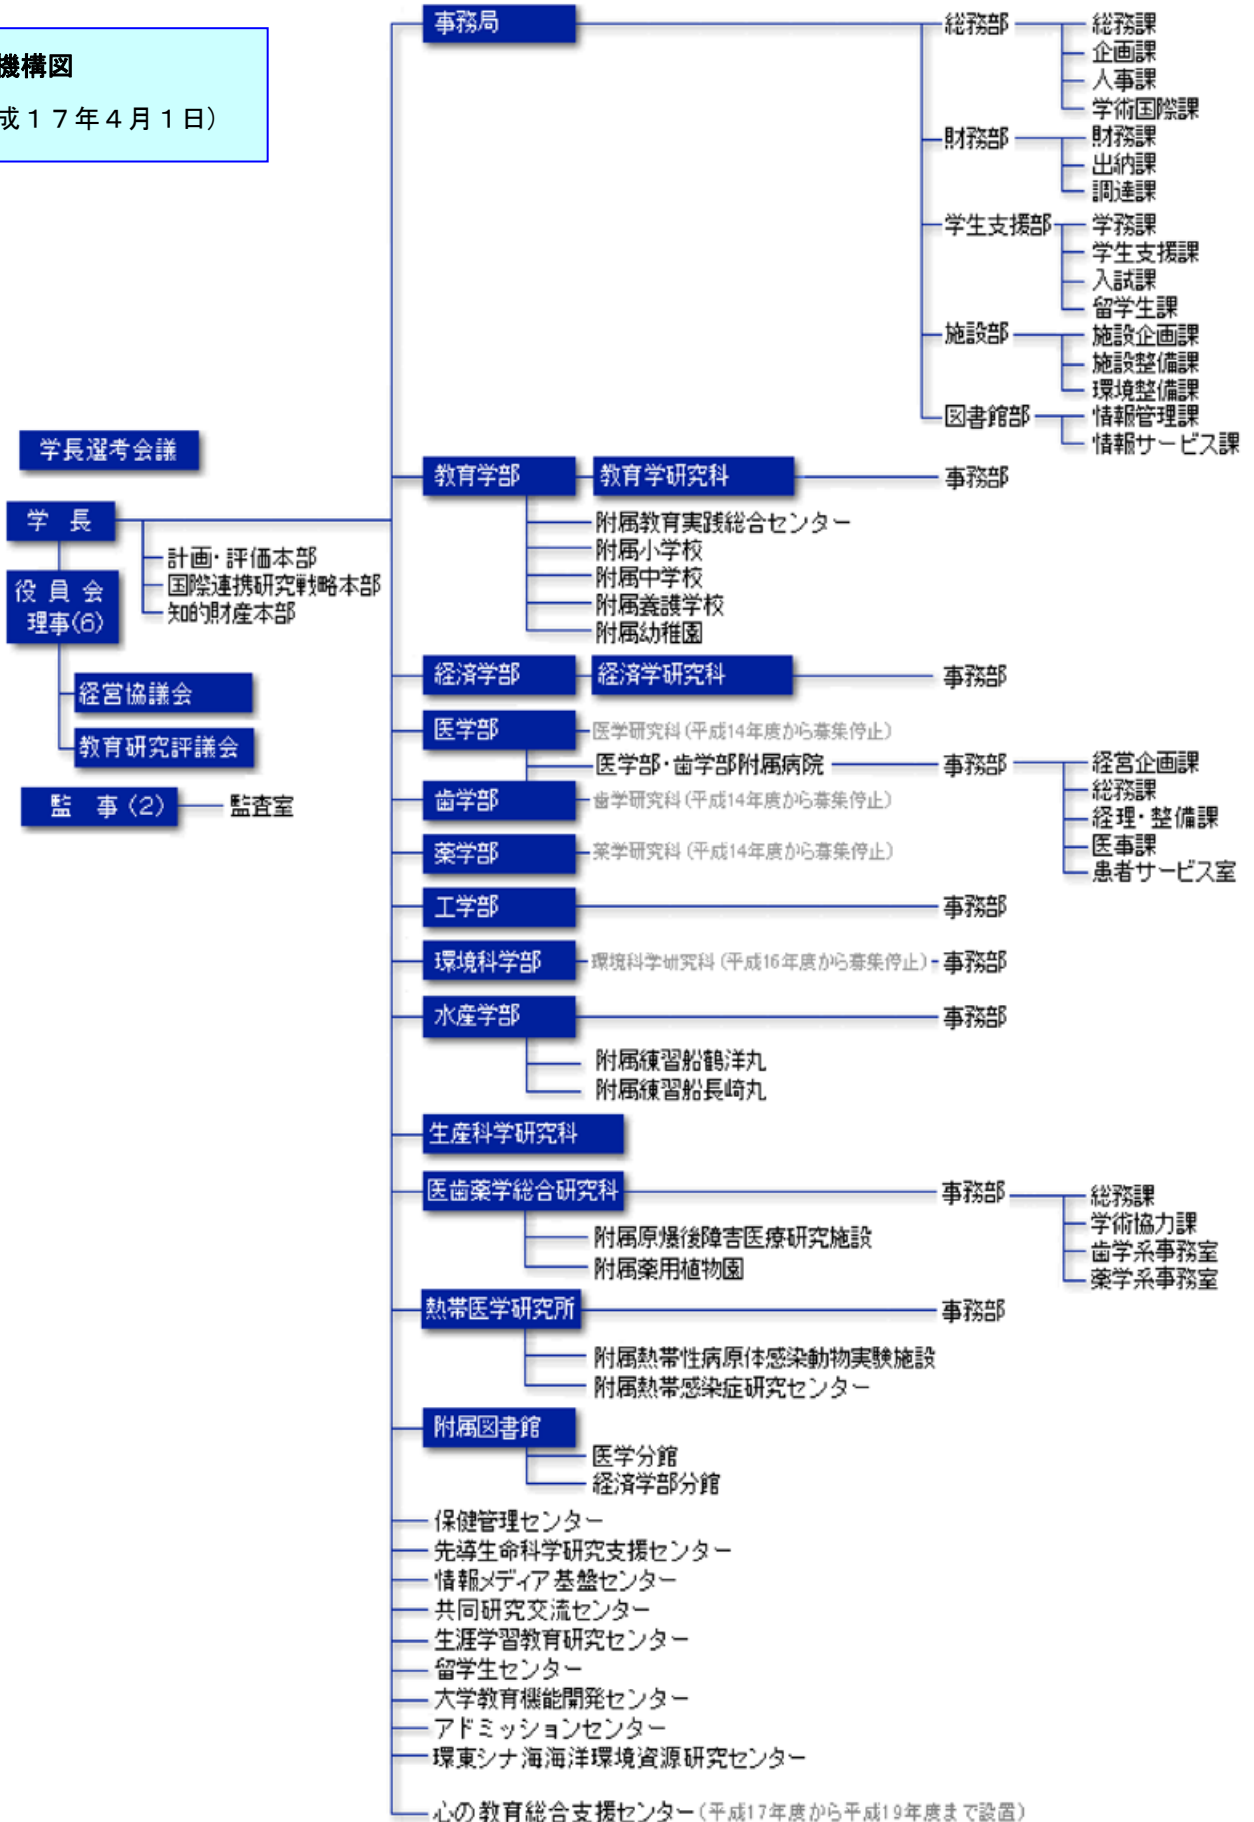 機構図
成１７年４月１日）
事務局
総務部
総務課
企画課
人事課
学術国際課
財務部
財務課
出納課
調達課
学生支援部
学務課
学生支援課
入試課
留学生課
施設部
施設企画課
施設整備課
環境整備課
図書館部
情報管理課
情報サービス課
学長選考会議
学 長
計画・評価本部
国際連携研究戦略本部
知的財産本部
役 員 会
理事(6)
経営協議会
教育研究評議会
監 事(2)
監査室
教育学部
教育学研究科
事務部
附属教育実践総合センター
附属小学校
附属中学校
附属養護学校
附属幼稚園
経済学部
経済学研究科
事務部
医学部
医学研究科(平成14年度から募集停止)
医学部・歯学部附属病院
事務部
経営企画課
総務課
経理・整備課
医事課
患者サービス室
歯学部
歯学研究科(平成14年度から募集停止)
薬学部
薬学研究科(平成14年度から募集停止)
工学部
事務部
環境科学部
環境科学研究科(平成16年度から募集停止)
事務部
水産学部
事務部
附属練習船鶴洋丸
附属練習船長崎丸
生産科学研究科
医歯薬学総合研究科
事務部
総務課
学術協力課
歯学系事務室
薬学系事務室
附属原爆後障害医療研究施設
附属薬用植物園
熱帯医学研究所
事務部
附属熱帯性病原体感染動物実験施設
附属熱帯感染症研究センター
附属図書館
医学分館
経済学部分館
保健管理センター
先導生命科学研究支援センター
情報メディア基盤センター
共同研究交流センター
生涯学習教育研究センター
留学生センター
大学教育機能開発センター
アドミッションセンター
環東シナ海海洋環境資源研究センター
心の教育総合支援センター(平成17年度から平成19年度まで設置)